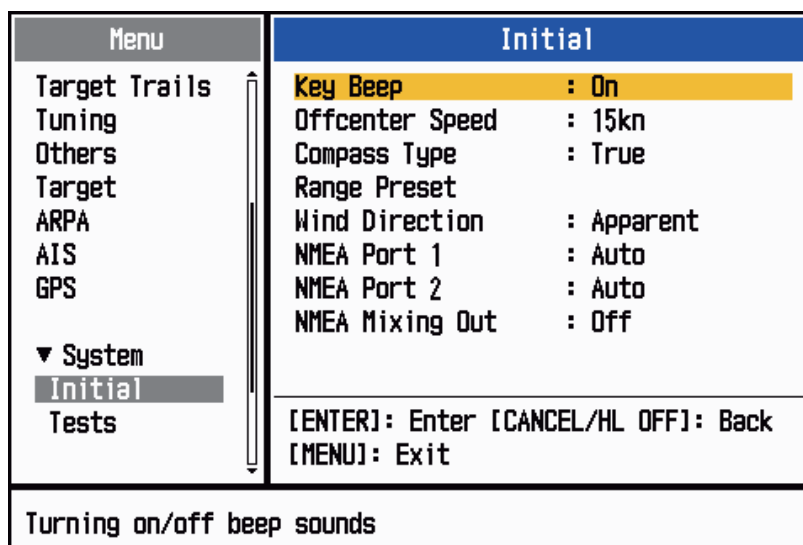 Menu
Target Trails
Tuning
Others
Target
ARPA
AIS
GPS
▼ System
Initial
Tests
Initial
Key Beep : On
Offcenter Speed : 15kn
Compass Type : True
Range Preset
Wind Direction : Apparent
NMEA Port 1 : Auto
NMEA Port 2 : Auto
NMEA Mixing Out : Off
[ENTER]: Enter [CANCEL/HL OFF]: Back
[MENU]: Exit
Turning on/off beep sounds